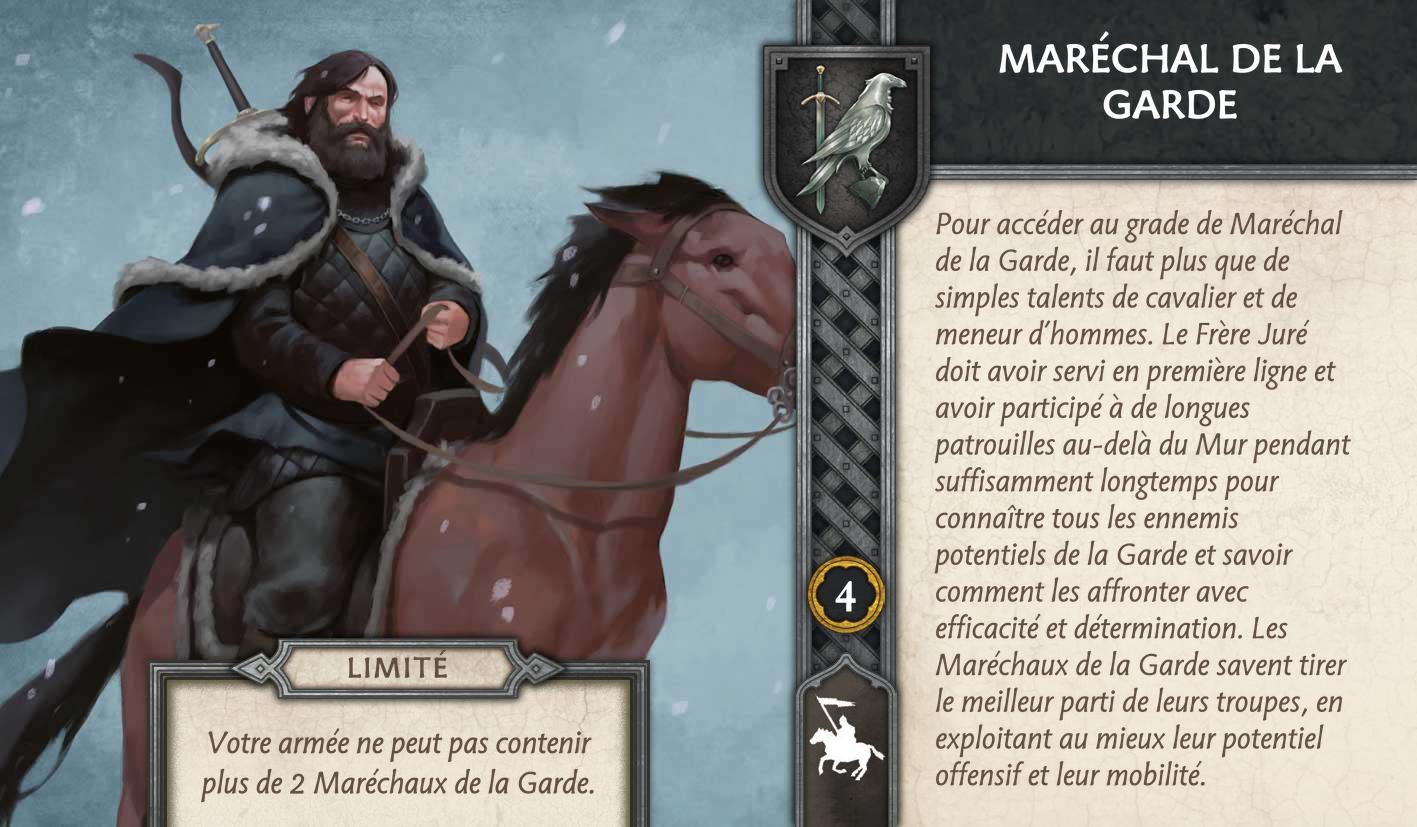 MARÉCHAL DE LA
GARDE
Pour accéder au grade de Maréchal
de la Garde, il faut plus que de
simples talents de cavalier et de
meneur d'hommes. Le Frère Juré
doit avoir servi en première ligne et
avoir participé à de longues
patrouilles au-delà du Mur pendant
suffisamment longtemps pour
connaître tous les ennemis
potentiels de la Garde et savoir
comment les affronter avec
efficacité et détermination. Les
Maréchaux de la Garde savent tirer
le meilleur parti de leurs troupes, en
exploitant au mieux leur potentiel
offensif et leur mobilité.
4
LIMITÉ
Votre armée ne peut pas contenir
plus de 2 Maréchaux de la Garde.